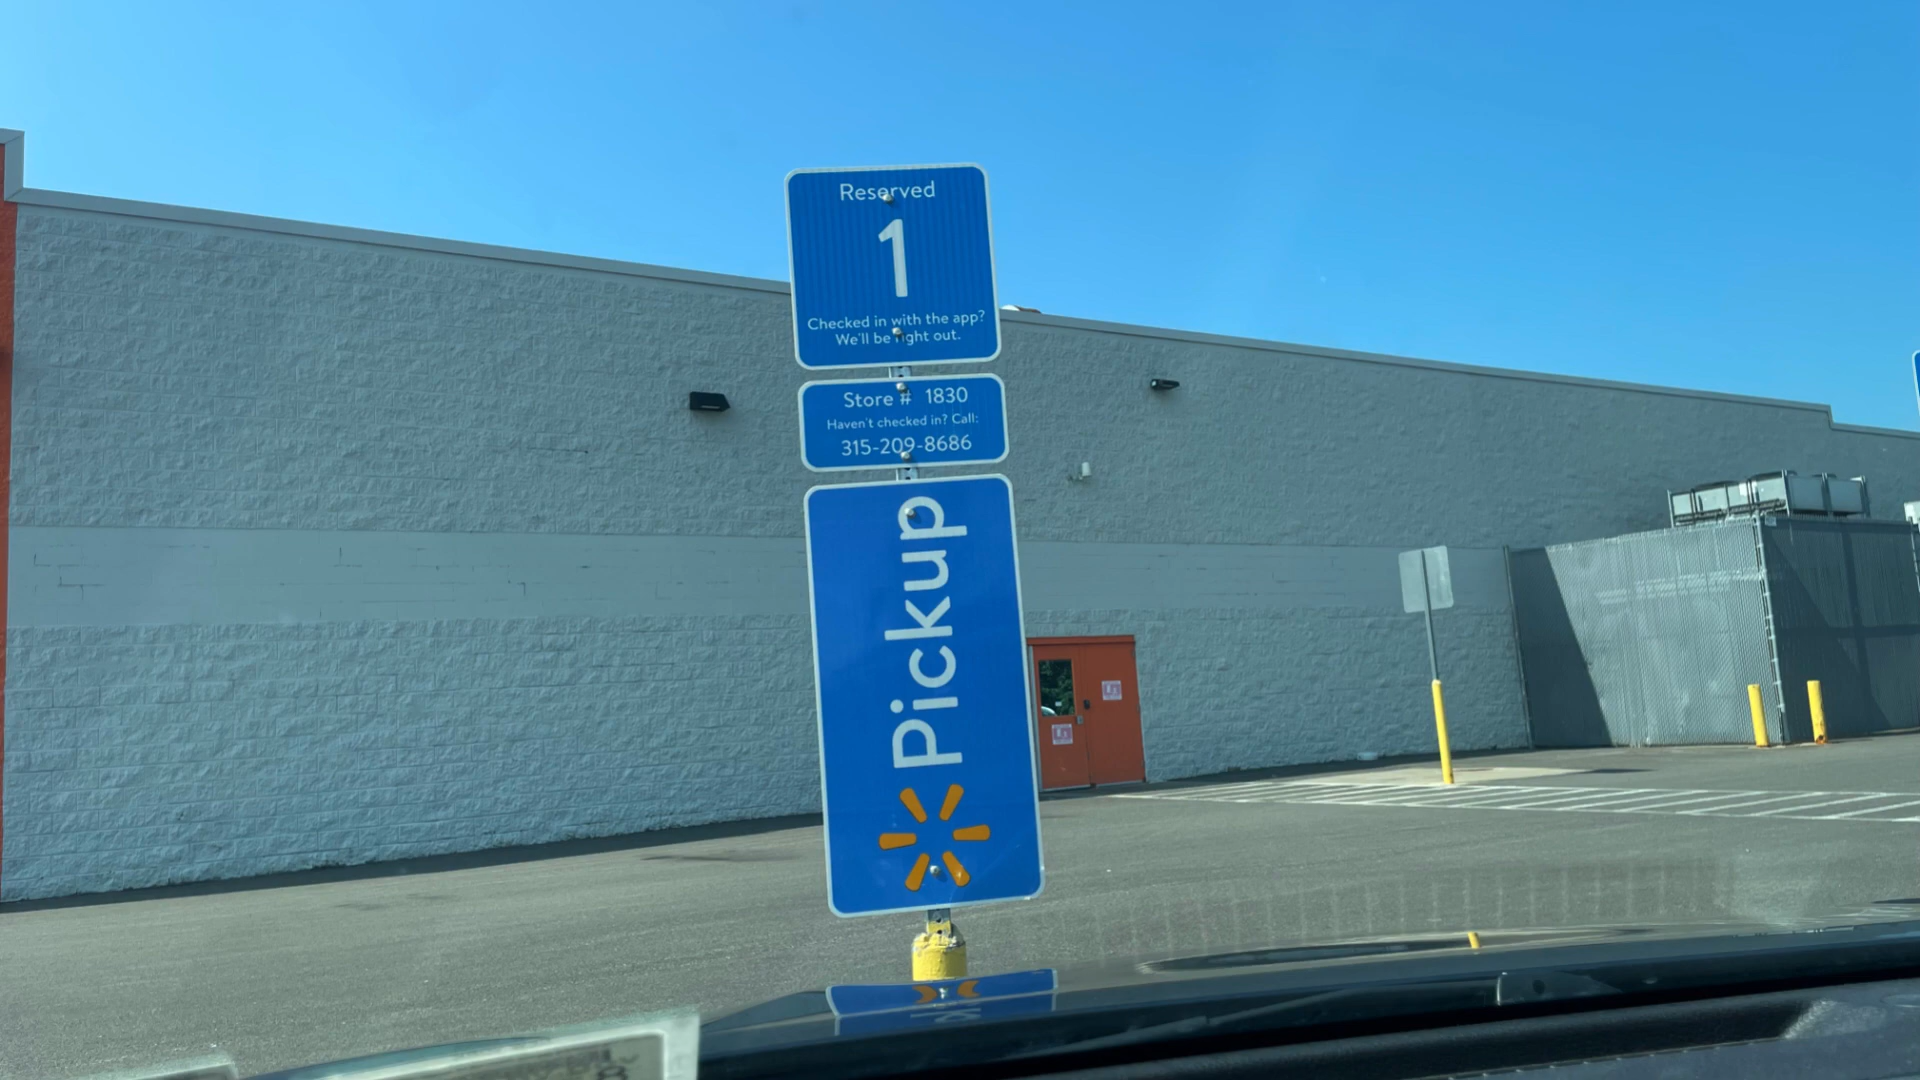 Reserved
1
Checked in with the app?
We'll be right out.
Store # 1830
Haven't checked in? Call:
315-209-8686
Pickup